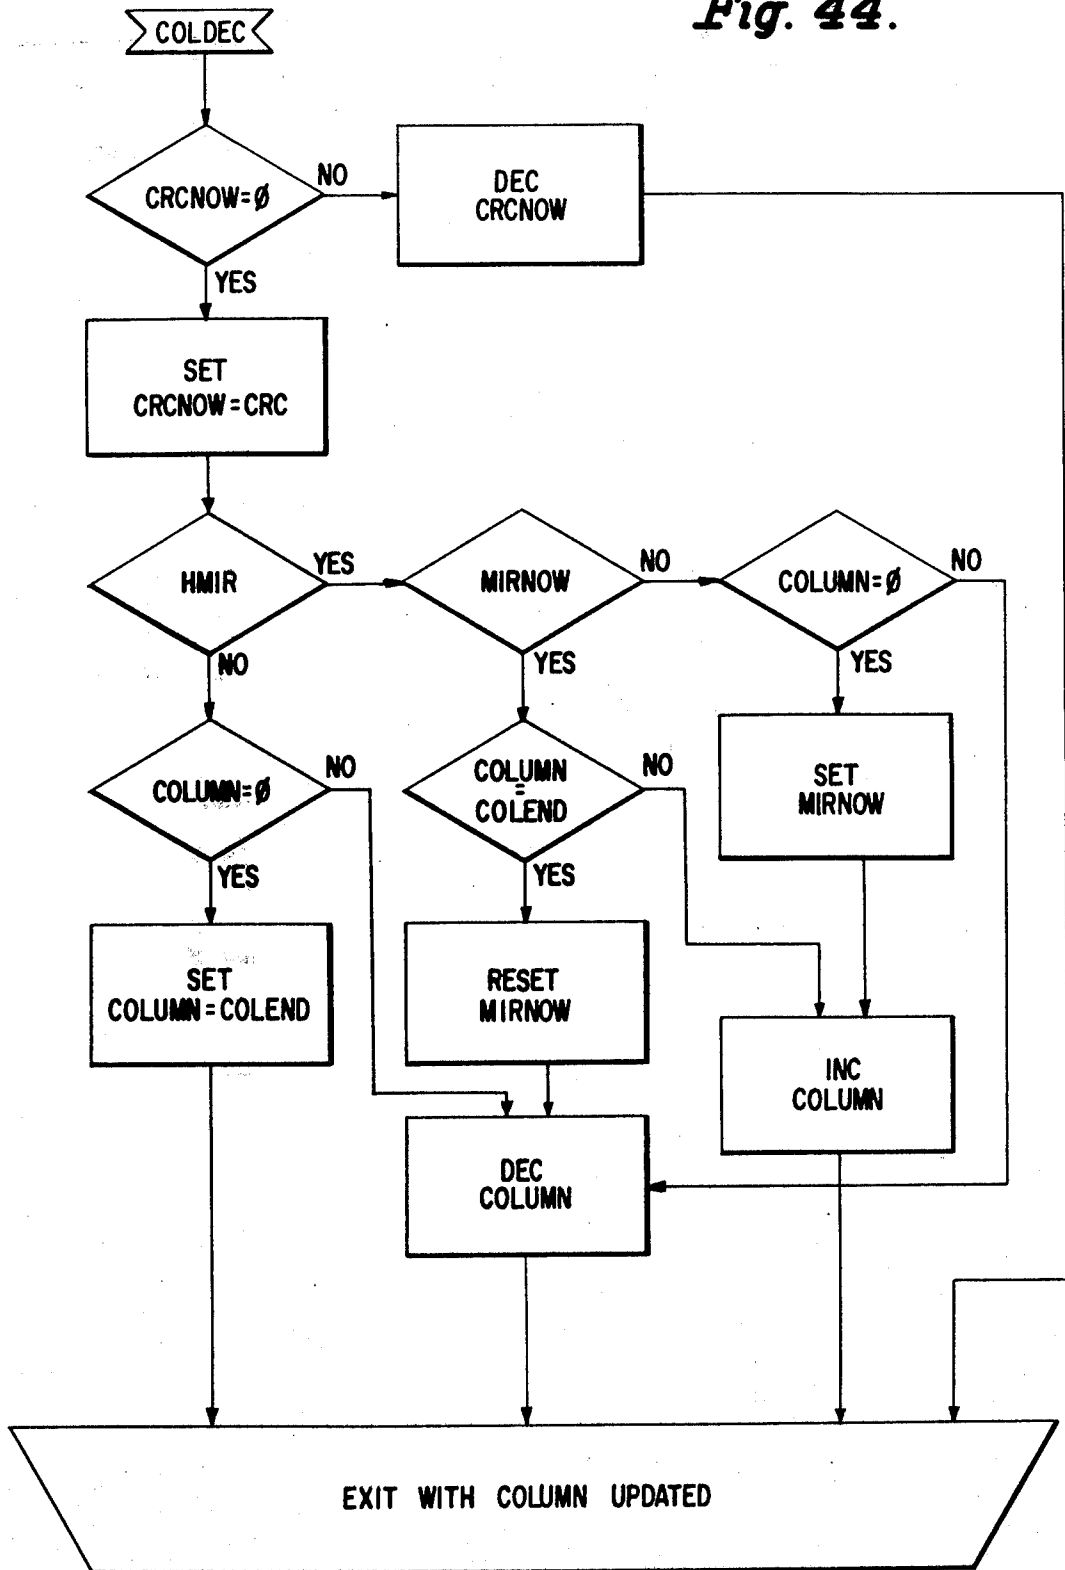 Fig. 44.
COLDEC
CRCNOW=Ø
NO
DEC
CRCNOW
YES
SET
CRCNOW=CRC
HMIR
YES
MIRNOW
NO
COLUMN=Ø
NO
NO
YES
YES
COLUMN=Ø
NO
COLUMN
=
COLEND
NO
SET
MIRNOW
YES
YES
SET
COLUMN=COLEND
RESET
MIRNOW
INC
COLUMN
DEC
COLUMN
EXIT WITH COLUMN UPDATED